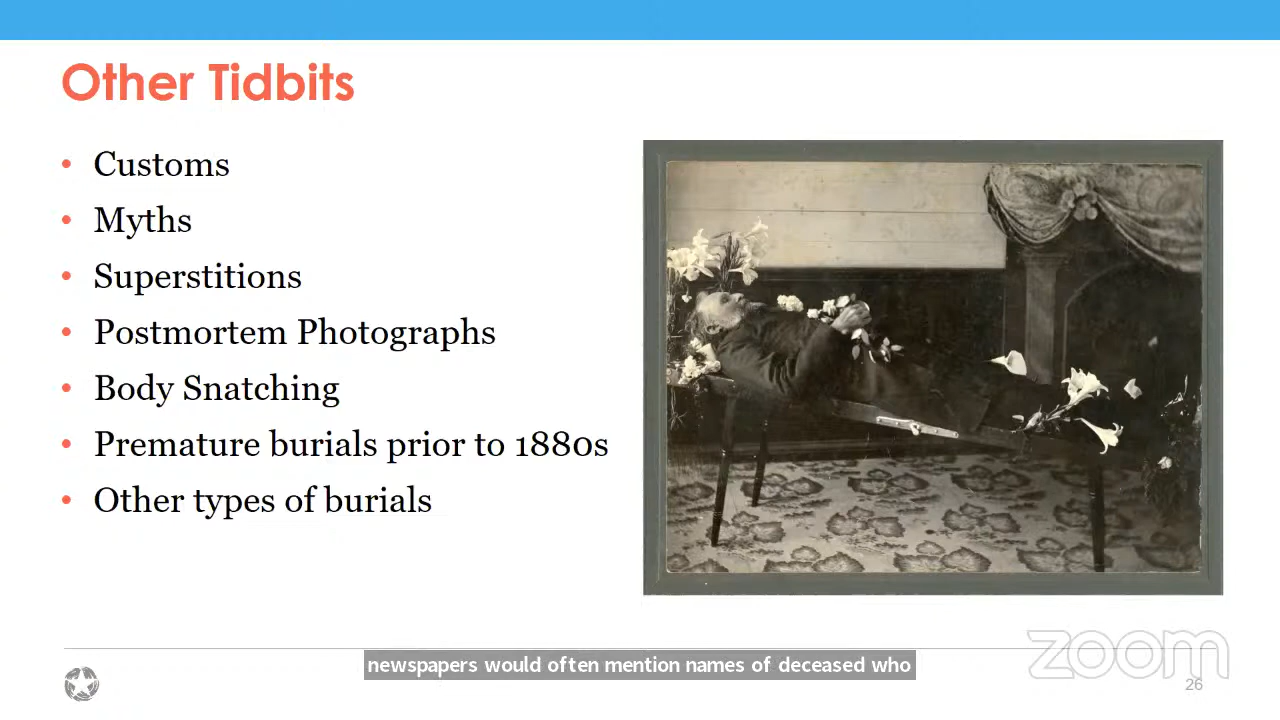 Other Tidbits
• Customs
• Myths
• Superstitions
• Postmortem Photographs
• Body Snatching
• Premature burials prior to 1880s
• Other types of burials
newspapers would often mention names of deceased who
zoom
26